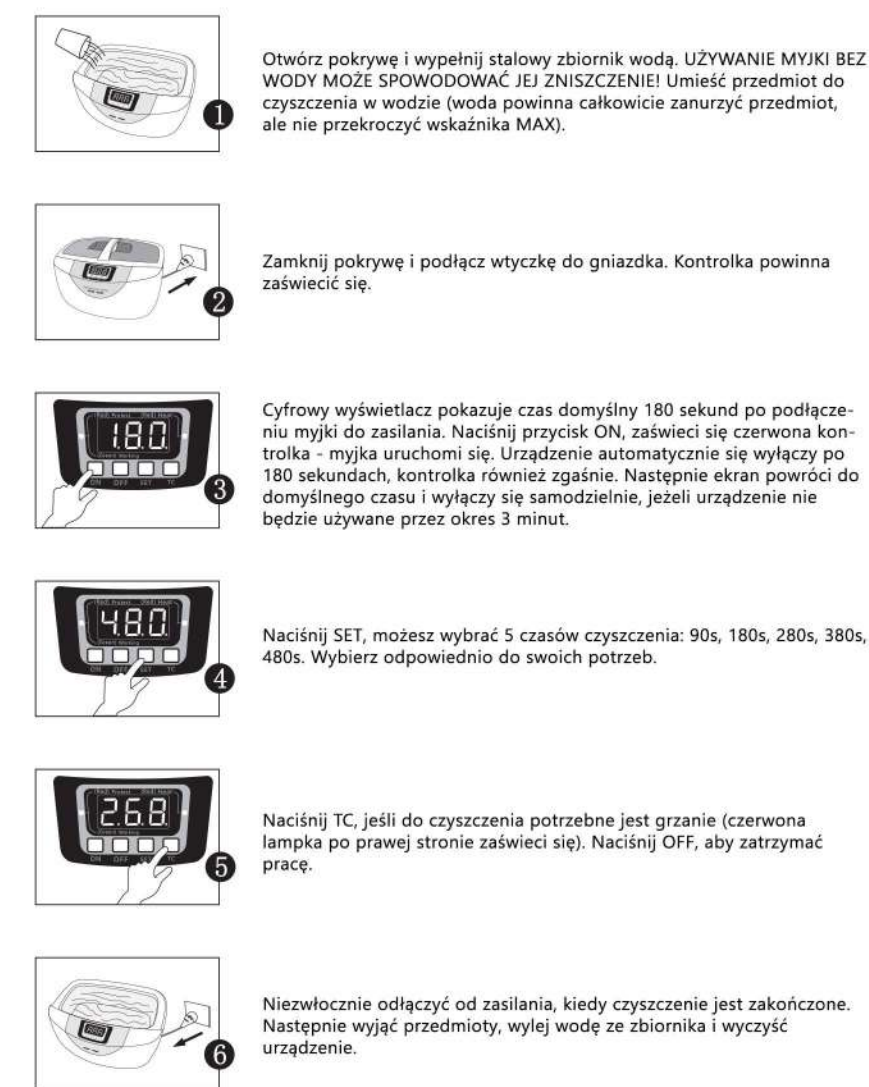 Otwórz pokrywę i wypełnij stalowy zbiornik wodą. UŻYWANIE MYJKI BEZ
WODY MOŻE SPOWODOWAĆ JEJ ZNISZCZENIE! Umieść przedmiot do
czyszczenia w wodzie (woda powinna całkowicie zanurzyć przedmiot,
ale nie przekroczyć wskaźnika MAX).
1
Zamknij pokrywę i podłącz wtyczkę do gniazdka. Kontrolka powinna
zaświecić się.
2
180
ON OFF SET TC
3
Cyfrowy wyświetlacz pokazuje czas domyślny 180 sekund po podłącze-
niu myjki do zasilania. Naciśnij przycisk ON, zaświeci się czerwona kon-
trolka - myjka uruchomi się. Urządzenie automatycznie się wyłączy po
180 sekundach, kontrolka również zgaśnie. Następnie ekran powróci do
domyślnego czasu i wyłączy się samodzielnie, jeżeli urządzenie nie
będzie używane przez okres 3 minut.
4.8.0.
ON OFF SET TC
4
Naciśnij SET, możesz wybrać 5 czasów czyszczenia: 90s, 180s, 280s, 380s,
480s. Wybierz odpowiednio do swoich potrzeb.
2.6.8.
ON OFF SET TC
5
Naciśnij TC, jeśli do czyszczenia potrzebne jest grzanie (czerwona
lampka po prawej stronie zaświeci się). Naciśnij OFF, aby zatrzymać
pracę.
6
Niezwłocznie odłączyć od zasilania, kiedy czyszczenie jest zakończone.
Następnie wyjąć przedmioty, wylej wodę ze zbiornika i wyczyść
urządzenie.